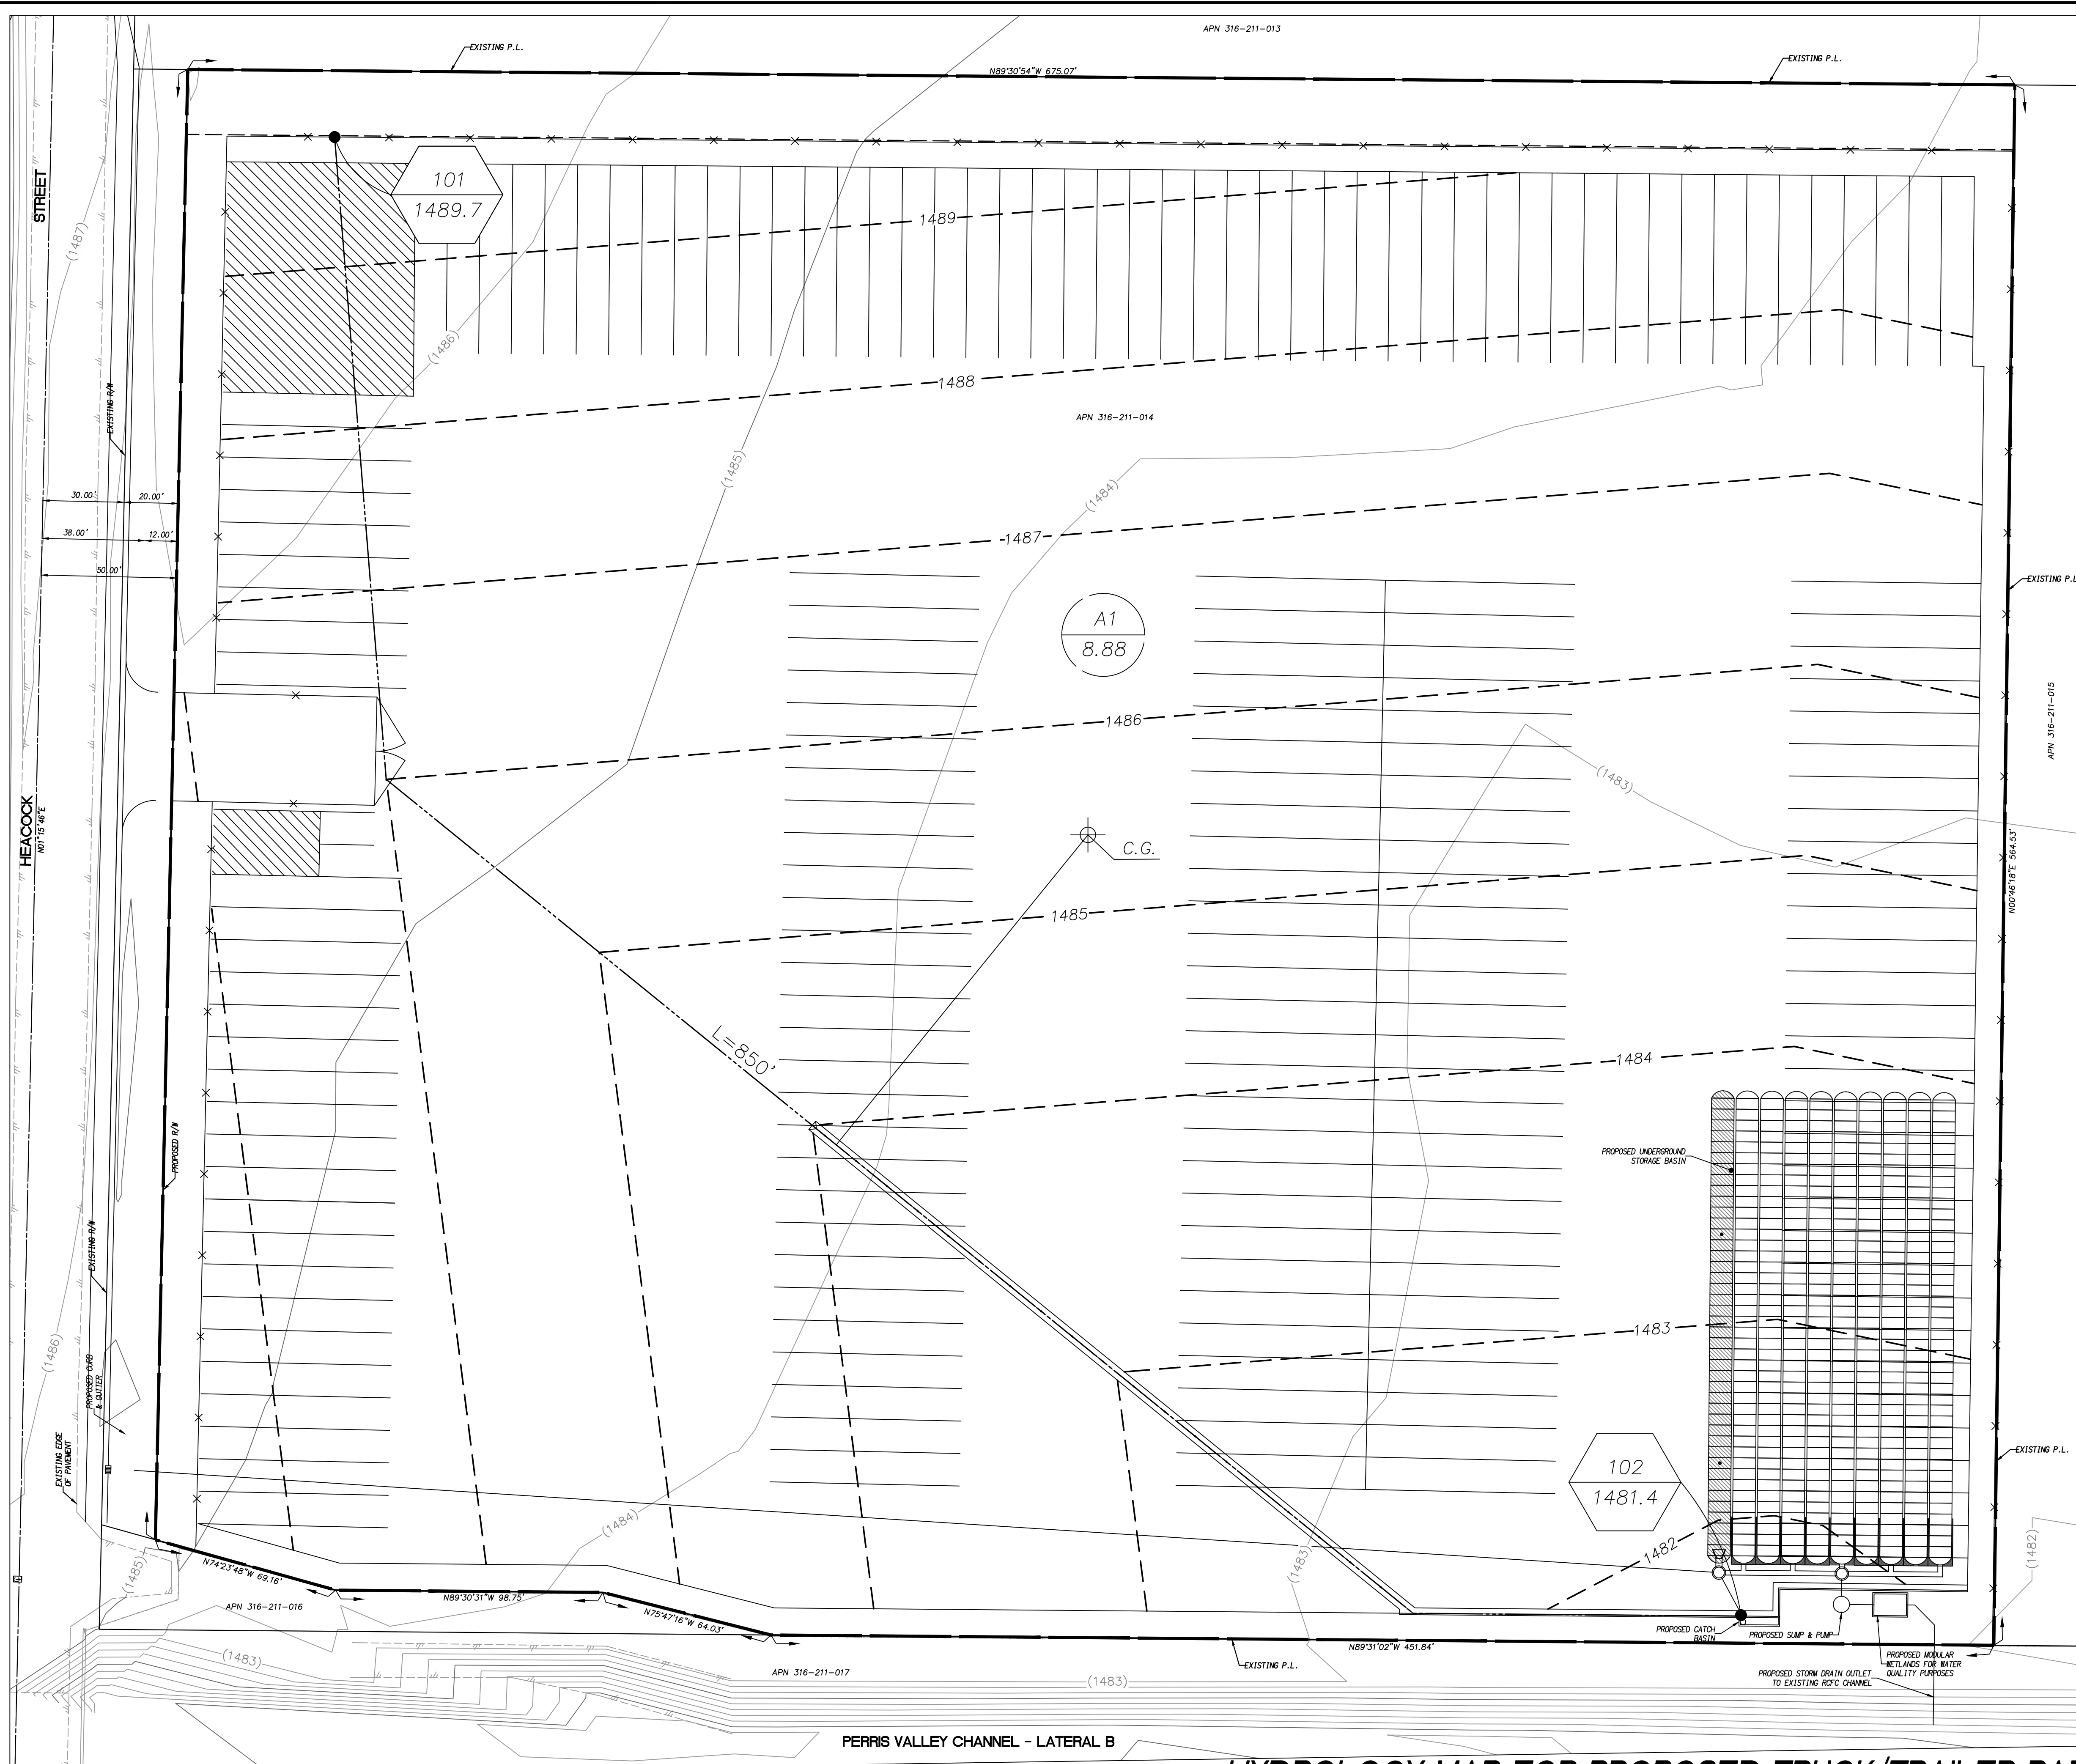 APN 316-211-013
EXISTING P.L.
EXISTING P.L.
N89°30'54"W 675.07'
STREET
(1487)
101
1489.7
1489
(1486)
1488
EXISTING R/W
APN 316-211-014
(1485)
(1484)
30.00'
20.00'
38.00'
12.00'
1487
50.00'
EXISTING P.L.
A1
8.88
APN 316-211-015
1486
(1483)
HEACOCK
N01°15'46"E
C.G.
N00°46'18"E 564.53'
1485
L=850'
1484
PROPOSED R/W
PROPOSED UNDERGROUND
STORAGE BASIN
EXISTING R/W
1483
(1486)
PROPOSED CURB
& GUTTER
EXISTING EDGE
OF PAVEMENT
102
1481.4
EXISTING P.L.
(1484)
1482
(1482)
(1485)
(1483)
N74°23'48"W 69.16'
N89°30'31"W 98.75'
APN 316-211-016
N75°47'16"W 64.03'
PROPOSED CATCH
BASIN
PROPOSED SUMP & PUMP
N89°31'02"W 451.84'
(1483)
EXISTING P.L.
PROPOSED MODULAR
WETLANDS FOR WATER
QUALITY PURPOSES
APN 316-211-017
(1483)
PROPOSED STORM DRAIN OUTLET
TO EXISTING RCFC CHANNEL
PERRIS VALLEY CHANNEL - LATERAL B
HYDROLOGY MAP FOR PROPOSED TRUCK/TRAILER